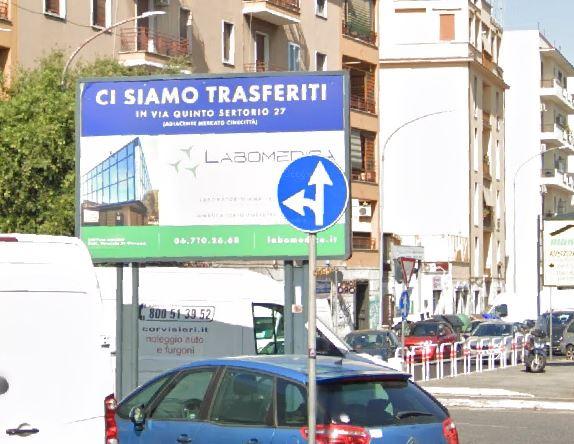 CI SIAMO TRASFERITI
IN VIA QUINTO SERTORIO 27
(ADIACENTE MERCATO CINECITTÀ)
LABOMEDICA
06.710.26.68
labomedica.it
800 51 39 52
corvisieri.it
noleggio auto
e furgoni